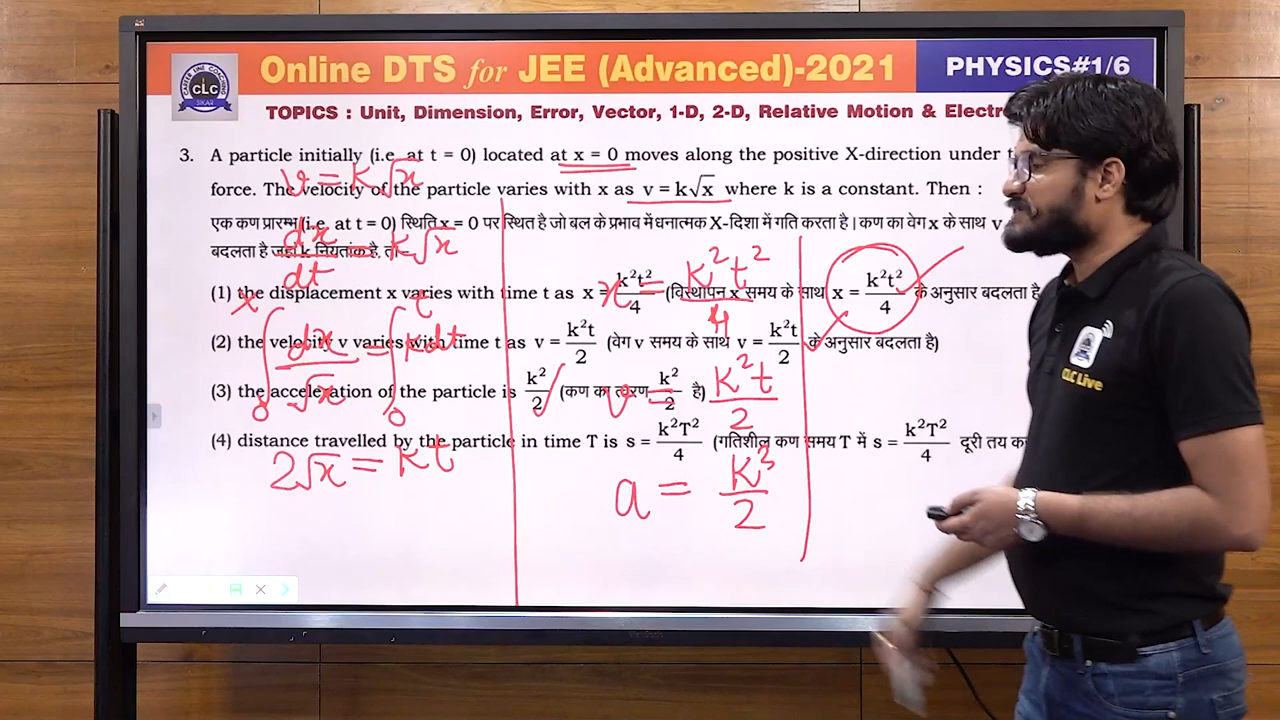 Online DTS for JEE (Advanced)-2021
PHYSICS#1/6
CLC
SIKAR
TOPICS : Unit, Dimension, Error, Vector, 1-D, 2-D, Relative Motion & Electro
3. A particle initially (i.e. at t = 0) located at x = 0 moves along the positive X-direction under
v = k√x
force. The velocity of the particle varies with x as v = k√x where k is a constant. Then :
एक कण प्रारम्भ (i.e. at t = 0) स्थिति x = 0 पर स्थित है जो बल के प्रभाव में धनात्मक X-दिशा में गति करता है। कण का वेग x के साथ v
बदलता है जहाँ k नियतांक है, तो
dx/dt = k√x
(1) the displacement x varies with time t as x = k²t²/4 (विस्थापन x समय के साथ x = k²t²/4 के अनुसार बदलता है
x = k²t²/4
(2) the velocity v varies with time t as v = k²t/2 (वेग v समय के साथ v = k²t/2 के अनुसार बदलता है)
∫₀ˣ dx/√x = ∫₀ᵗ kdt
(3) the acceleration of the particle is k²/2 (कण का त्वरण k²/2 है)
v = k²t/2
(4) distance travelled by the particle in time T is s = k²T²/4 (गतिशील कण समय T में s = k²T²/4 दूरी तय
2√x = kt
a = k³/2
CLC Live